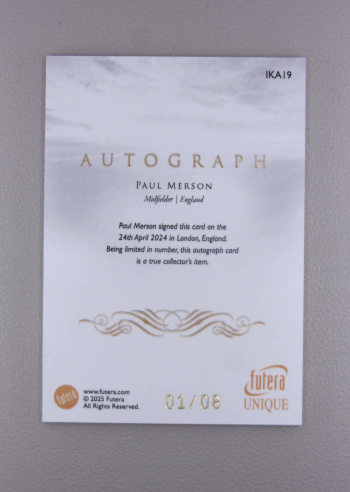 IKA19
AUTOGRAPH
PAUL MERSON
Midfielder | England
Paul Merson signed this card on the
24th April 2024 in London, England.
Being limited in number, this autograph card
is a true collector's item.
futera
www.futera.com
© 2025 Futera
All Rights Reserved.
01/08
futera
UNIQUE